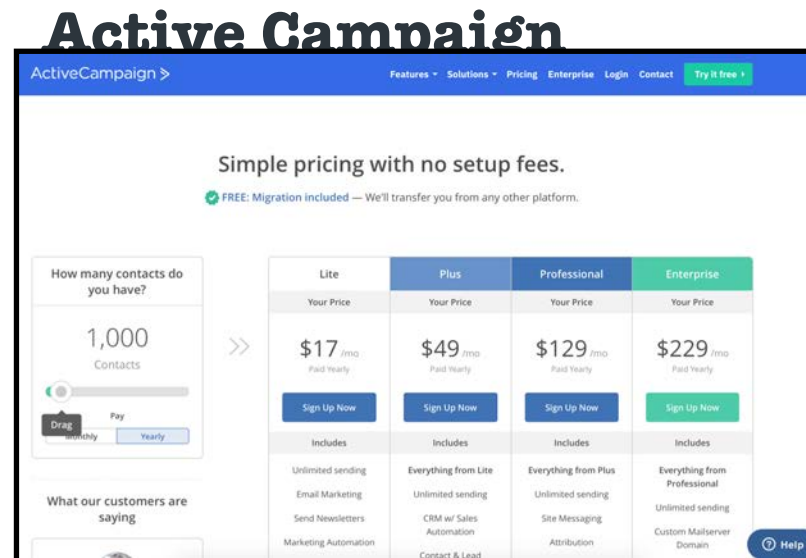 Active Campaign
ActiveCampaign >
Features Solutions Pricing Enterprise Login Contact Try it free
Simple pricing with no setup fees.
FREE: Migration included — We'll transfer you from any other platform.
How many contacts do
you have?
1,000
Contacts
Drag
Pay
Monthly Yearly
What our customers are
saying
Lite Plus Professional Enterprise
Your Price Your Price Your Price Your Price
$17 /mo $49 /mo $129 /mo $229 /mo
Paid Yearly Paid Yearly Paid Yearly Paid Yearly
Sign Up Now Sign Up Now Sign Up Now Sign Up Now
Includes Includes Includes Includes
Unlimited sending
Email Marketing
Send Newsletters
Marketing Automation
Everything from Lite
Unlimited sending
CRM w/ Sales
Automation
Contact & Lead
Everything from Plus
Unlimited sending
Site Messaging
Attribution
Everything from
Professional
Unlimited sending
Custom Mailserver
Domain
Help